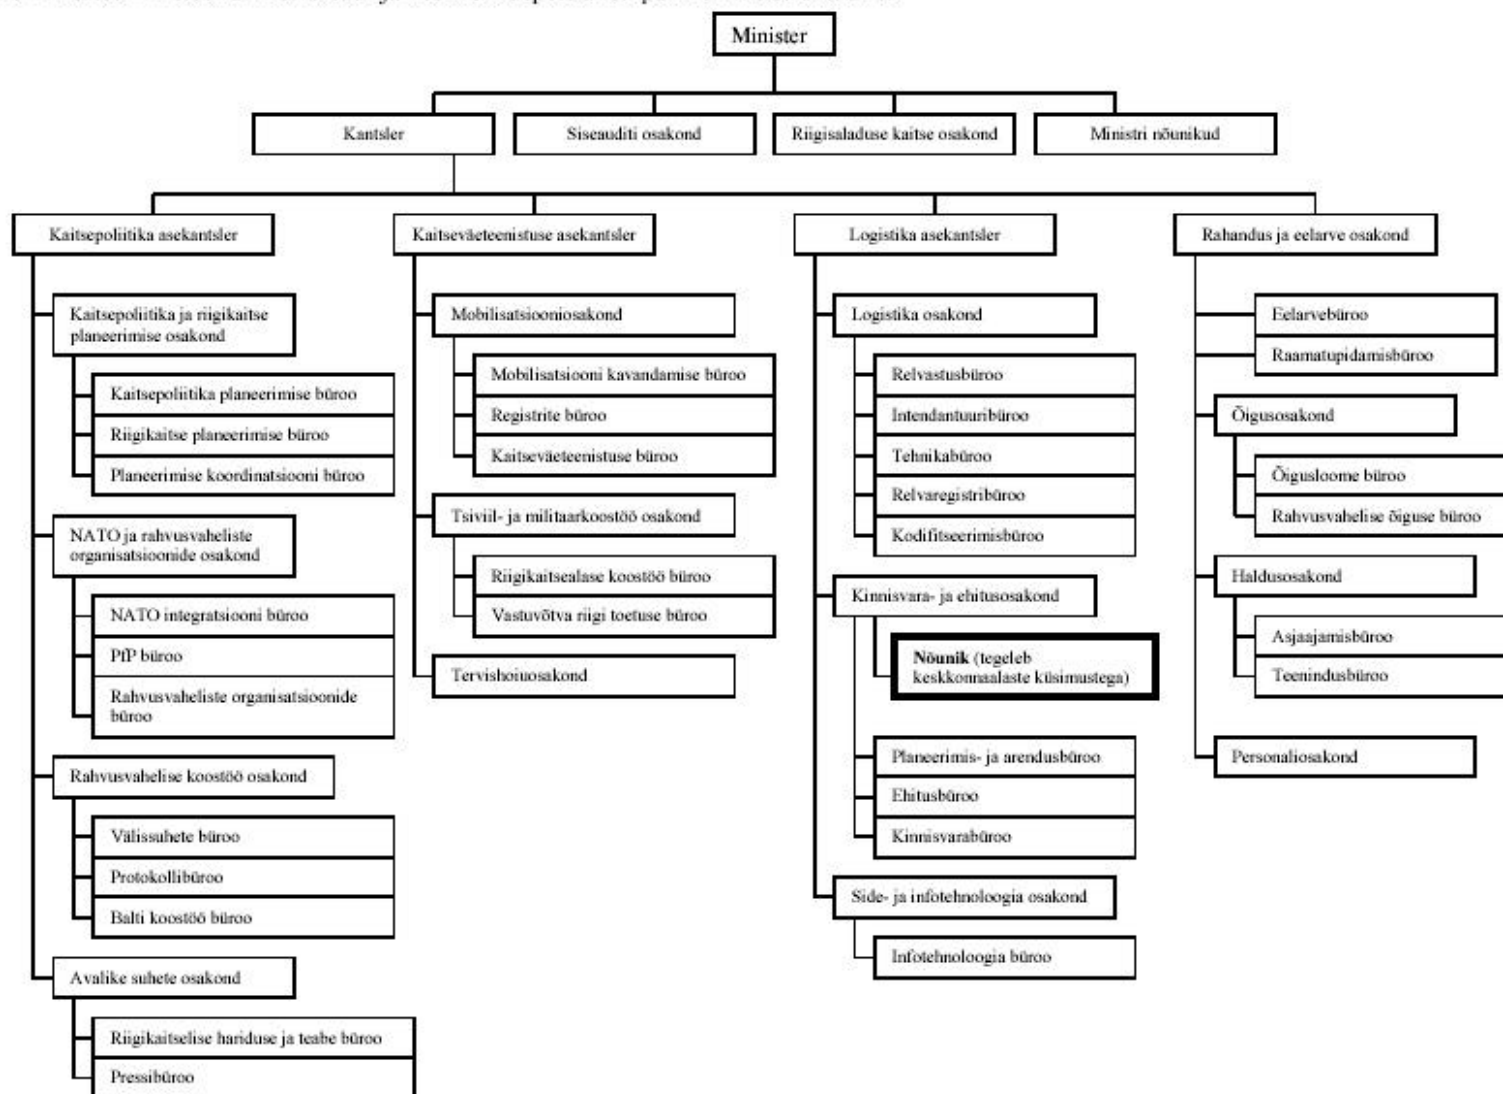 Minister
Kantsler
Siseauditi osakond
Riigisaladuse kaitse osakond
Ministri nõunikud
Kaitsepoliitika asekantsler
Kaitseväeteenistuse asekantsler
Logistika asekantsler
Rahandus ja eelarve osakond
Kaitsepoliitika ja riigikaitse
planeerimise osakond
Kaitsepoliitika planeerimise büroo
Riigikaitse planeerimise büroo
Planeerimise koordinatsiooni büroo
NATO ja rahvusvaheliste
organisatsioonide osakond
NATO integratsiooni büroo
PfP büroo
Rahvusvaheliste organisatsioonide
büroo
Rahvusvahelise koostöö osakond
Välissuhete büroo
Protokollibüroo
Balti koostöö büroo
Avalike suhete osakond
Riigikaitselise hariduse ja teabe büroo
Pressibüroo
Mobilisatsiooniosakond
Mobilisatsiooni kavandamise büroo
Registrite büroo
Kaitseväeteenistuse büroo
Tsiviil- ja militaarkoostöö osakond
Riigikaitsealase koostöö büroo
Vastuvõtva riigi toetuse büroo
Tervishoiuosakond
Logistika osakond
Relvastusbüroo
Intendantuuribüroo
Tehnikabüroo
Relvaregistribüroo
Kodifitseerimisbüroo
Kinnisvara- ja ehitusosakond
Nõunik (tegeleb
keskkonnaalaste küsimustega)
Planeerimis- ja arendusbüroo
Ehitusbüroo
Kinnisvarabüroo
Side- ja infotehnoloogia osakond
Infotehnoloogia büroo
Eelarvebüroo
Raamatupidamisbüroo
Õigusosakond
Õigusloome büroo
Rahvusvahelise õiguse büroo
Haldusosakond
Asjaajamisbüroo
Teenindusbüroo
Personaliosakond